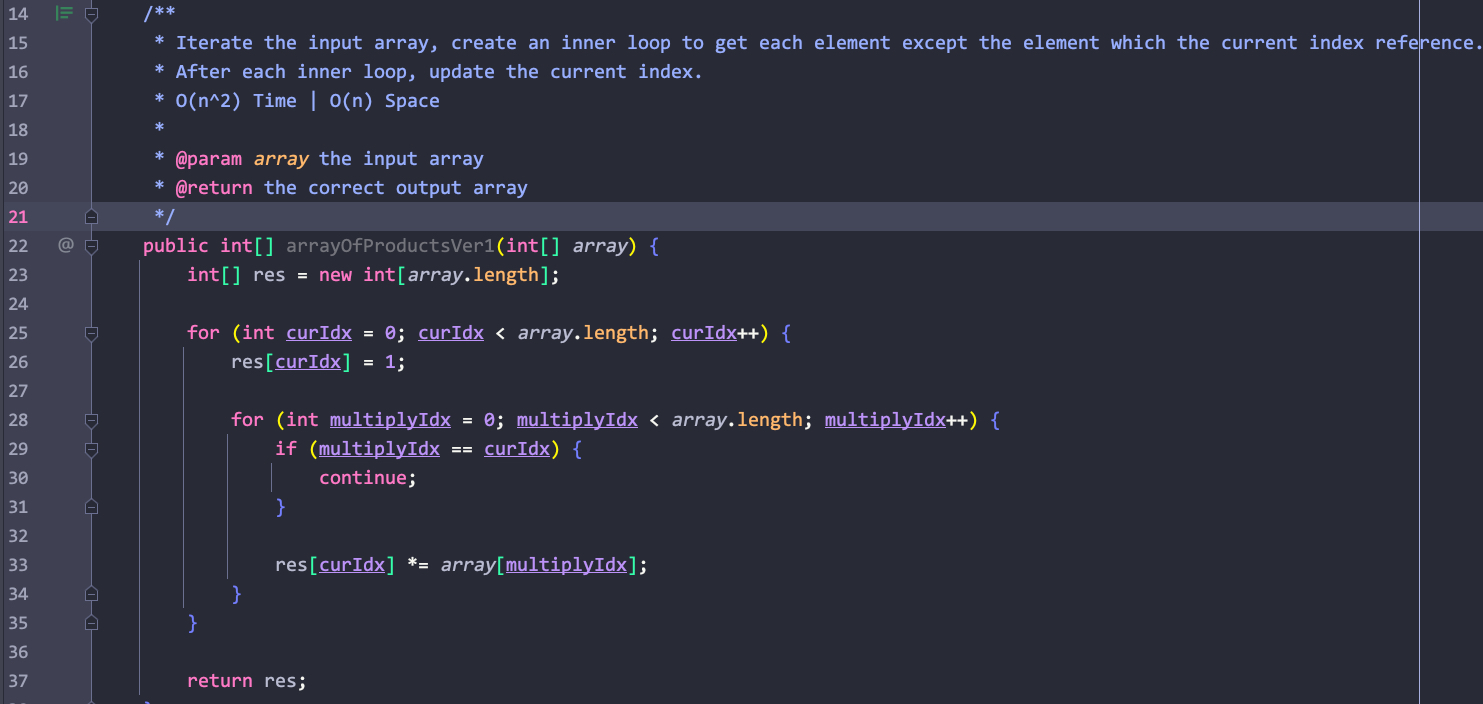 14 /**
15 * Iterate the input array, create an inner loop to get each element except the element which the current index reference.
16 * After each inner loop, update the current index.
17 * O(n^2) Time | O(n) Space
18 *
19 * @param array the input array
20 * @return the correct output array
21 */
22 @ public int[] arrayOfProductsVer1(int[] array) {
23 int[] res = new int[array.length];
24
25 for (int curIdx = 0; curIdx < array.length; curIdx++) {
26 res[curIdx] = 1;
27
28 for (int multiplyIdx = 0; multiplyIdx < array.length; multiplyIdx++) {
29 if (multiplyIdx == curIdx) {
30 continue;
31 }
32
33 res[curIdx] *= array[multiplyIdx];
34 }
35 }
36
37 return res;